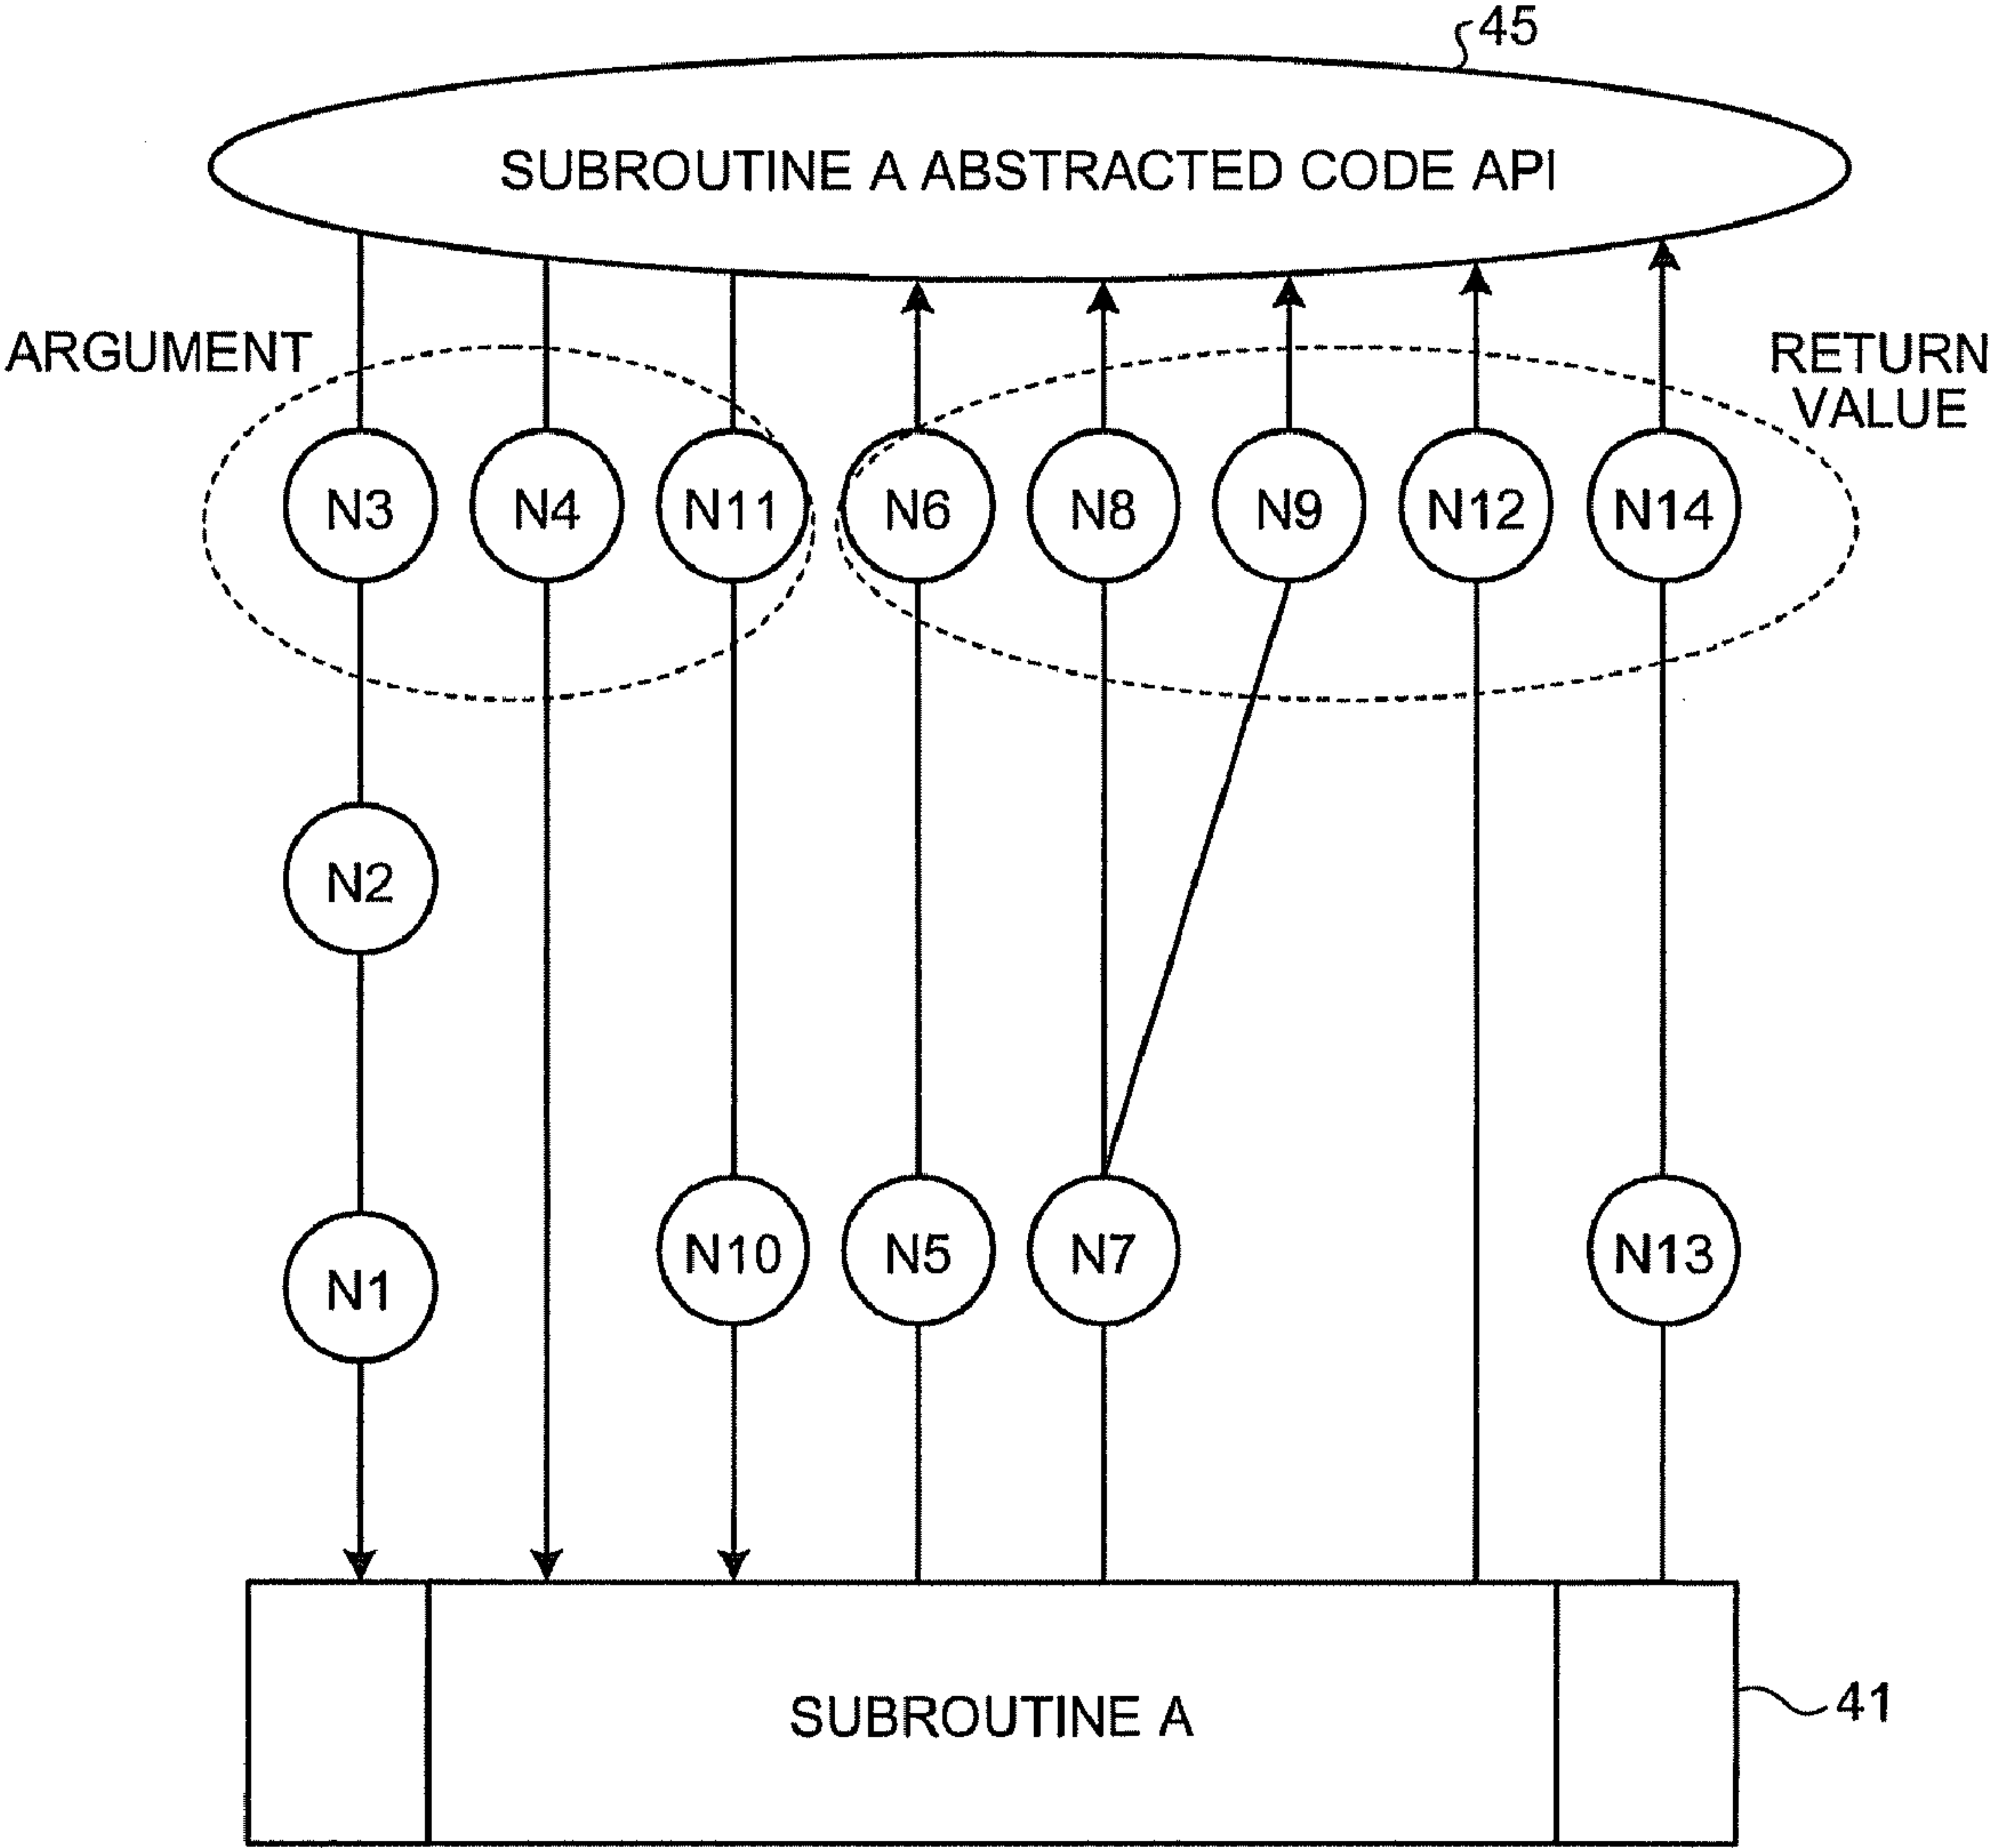 45
SUBROUTINE A ABSTRACTED CODE API
ARGUMENT
RETURN
VALUE
N3 N4 N11 N6 N8 N9 N12 N14
N2
N10 N5 N7 N13
N1
SUBROUTINE A
41